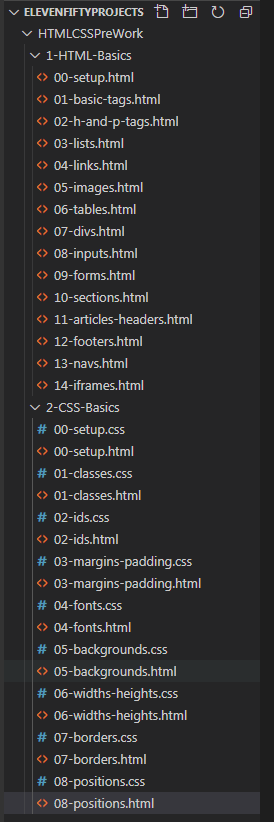 ELEVENFIFTYPROJECTS
HTMLCSSPreWork
1-HTML-Basics
00-setup.html
01-basic-tags.html
02-h-and-p-tags.html
03-lists.html
04-links.html
05-images.html
06-tables.html
07-divs.html
08-inputs.html
09-forms.html
10-sections.html
11-articles-headers.html
12-footers.html
13-navs.html
14-iframes.html
2-CSS-Basics
# 00-setup.css
00-setup.html
# 01-classes.css
01-classes.html
# 02-ids.css
02-ids.html
# 03-margins-padding.css
03-margins-padding.html
# 04-fonts.css
04-fonts.html
# 05-backgrounds.css
05-backgrounds.html
# 06-widths-heights.css
06-widths-heights.html
# 07-borders.css
07-borders.html
# 08-positions.css
08-positions.html